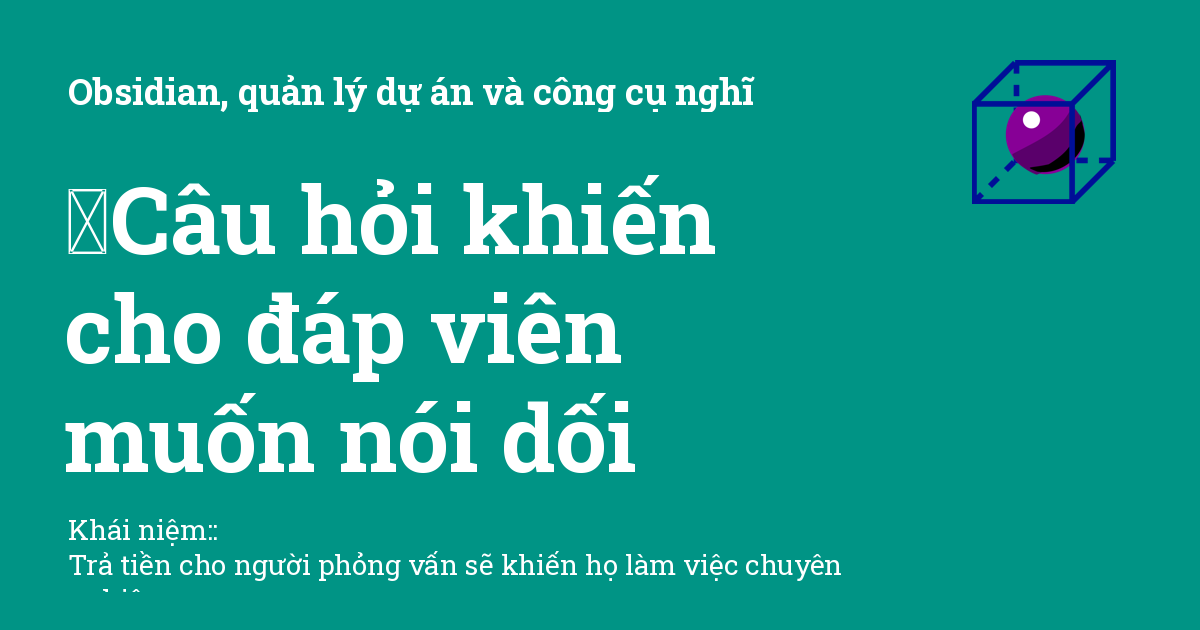 Obsidian, quản lý dự án và công cụ nghĩ
Câu hỏi khiến
cho đáp viên
muốn nói dối
Khái niệm::
Trả tiền cho người phỏng vấn sẽ khiến họ làm việc chuyên